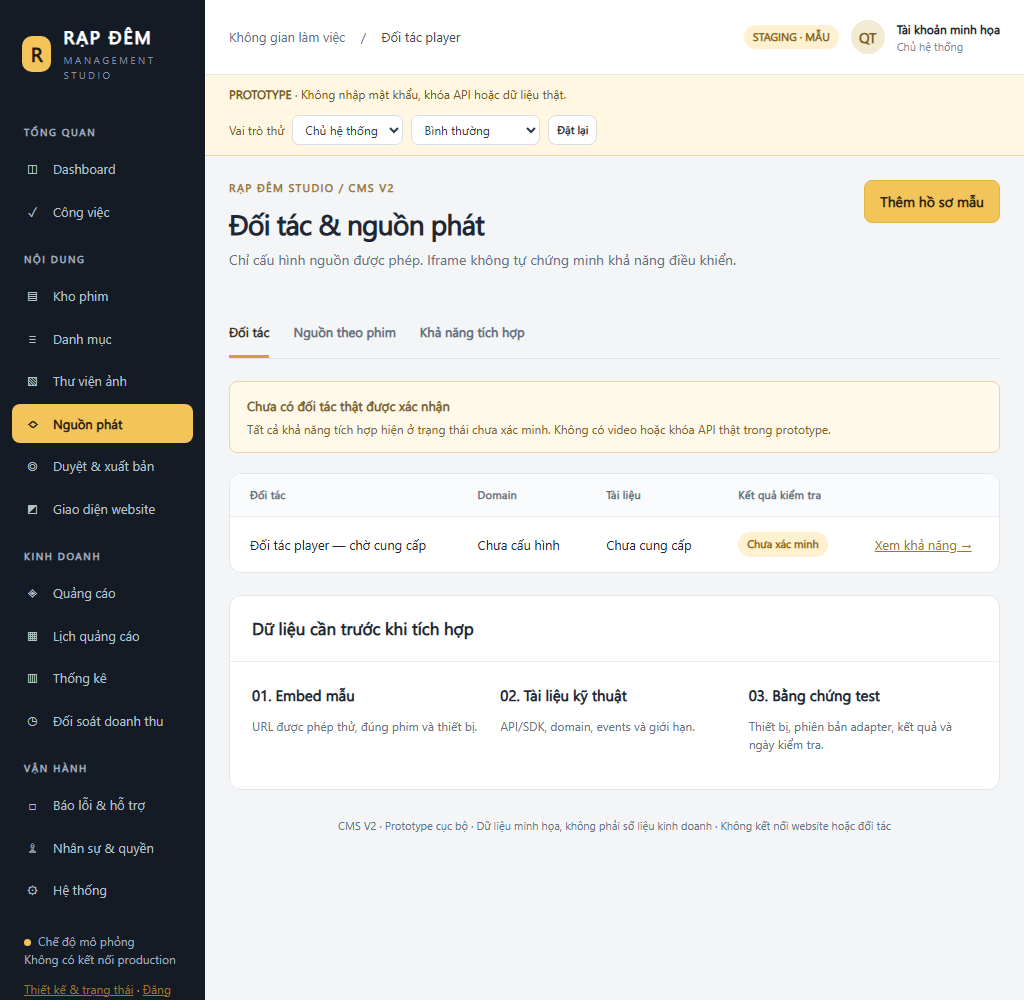 R
RẠP ĐÊM
MANAGEMENT
STUDIO
TỔNG QUAN
Dashboard
Công việc
NỘI DUNG
Kho phim
Danh mục
Thư viện ảnh
Nguồn phát
Duyệt & xuất bản
Giao diện website
KINH DOANH
Quảng cáo
Lịch quảng cáo
Thống kê
Đối soát doanh thu
VẬN HÀNH
Báo lỗi & hỗ trợ
Nhân sự & quyền
Hệ thống
Chế độ mô phỏng
Không có kết nối production
Thiết kế & trạng thái · Đăng
Không gian làm việc / Đối tác player
STAGING · MẪU
QT
Tài khoản minh họa
Chủ hệ thống
PROTOTYPE · Không nhập mật khẩu, khóa API hoặc dữ liệu thật.
Vai trò thử Chủ hệ thống Bình thường Đặt lại
RẠP ĐÊM STUDIO / CMS V2
Đối tác & nguồn phát
Chỉ cấu hình nguồn được phép. Iframe không tự chứng minh khả năng điều khiển.
Thêm hồ sơ mẫu
Đối tác Nguồn theo phim Khả năng tích hợp
Chưa có đối tác thật được xác nhận
Tất cả khả năng tích hợp hiện ở trạng thái chưa xác minh. Không có video hoặc khóa API thật trong prototype.
Đối tác Domain Tài liệu Kết quả kiểm tra
Đối tác player — chờ cung cấp Chưa cấu hình Chưa cung cấp Chưa xác minh Xem khả năng →
Dữ liệu cần trước khi tích hợp
01. Embed mẫu
URL được phép thử, đúng phim và thiết bị.
02. Tài liệu kỹ thuật
API/SDK, domain, events và giới hạn.
03. Bằng chứng test
Thiết bị, phiên bản adapter, kết quả và
ngày kiểm tra.
CMS V2 · Prototype cục bộ · Dữ liệu minh họa, không phải số liệu kinh doanh · Không kết nối website hoặc đối tác